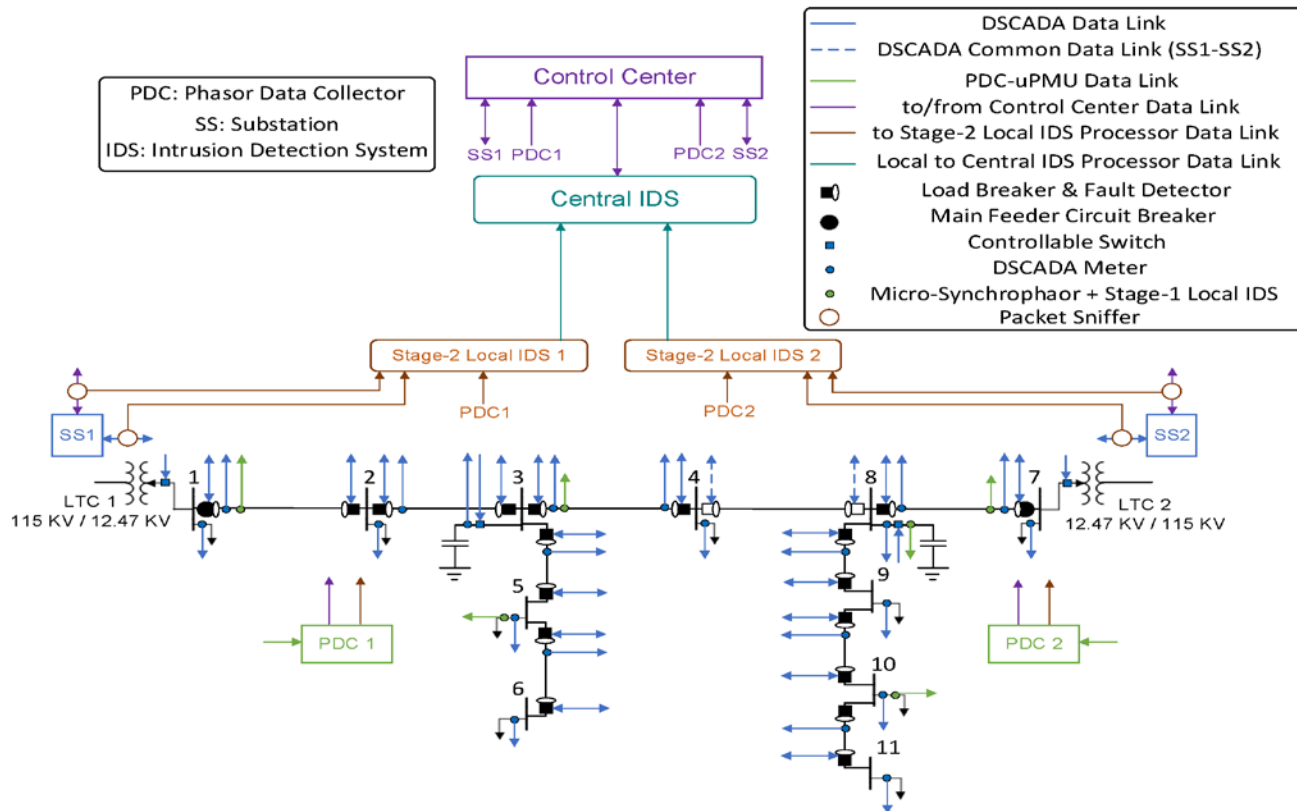 PDC: Phasor Data Collector
SS: Substation
IDS: Intrusion Detection System
Control Center
SS1
PDC1
PDC2
SS2
Central IDS
DSCADA Data Link
DSCADA Common Data Link (SS1-SS2)
PDC-uPMU Data Link
to/from Control Center Data Link
to Stage-2 Local IDS Processor Data Link
Local to Central IDS Processor Data Link
Load Breaker & Fault Detector
Main Feeder Circuit Breaker
Controllable Switch
DSCADA Meter
Micro-Synchrophaor + Stage-1 Local IDS
Packet Sniffer
Stage-2 Local IDS 1
Stage-2 Local IDS 2
PDC1
PDC2
SS1
SS2
1
2
3
4
8
7
LTC 1
115 KV / 12.47 KV
LTC 2
12.47 KV / 115 KV
5
9
PDC 1
PDC 2
6
10
11